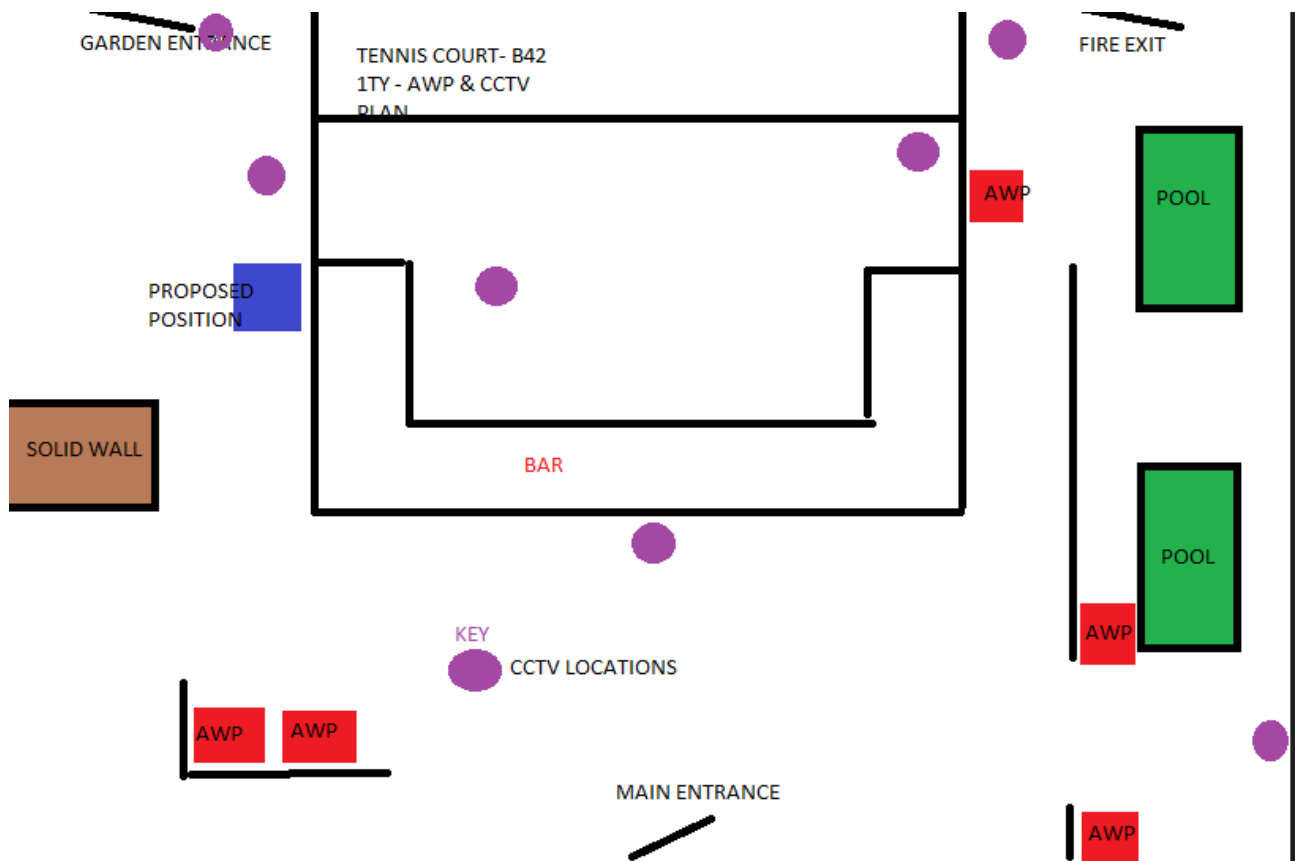 GARDEN ENTRANCE
TENNIS COURT- B42
1TY - AWP & CCTV
PLAN
FIRE EXIT
AWP
POOL
PROPOSED
POSITION
SOLID WALL
BAR
POOL
AWP
KEY
CCTV LOCATIONS
AWP
AWP
MAIN ENTRANCE
AWP